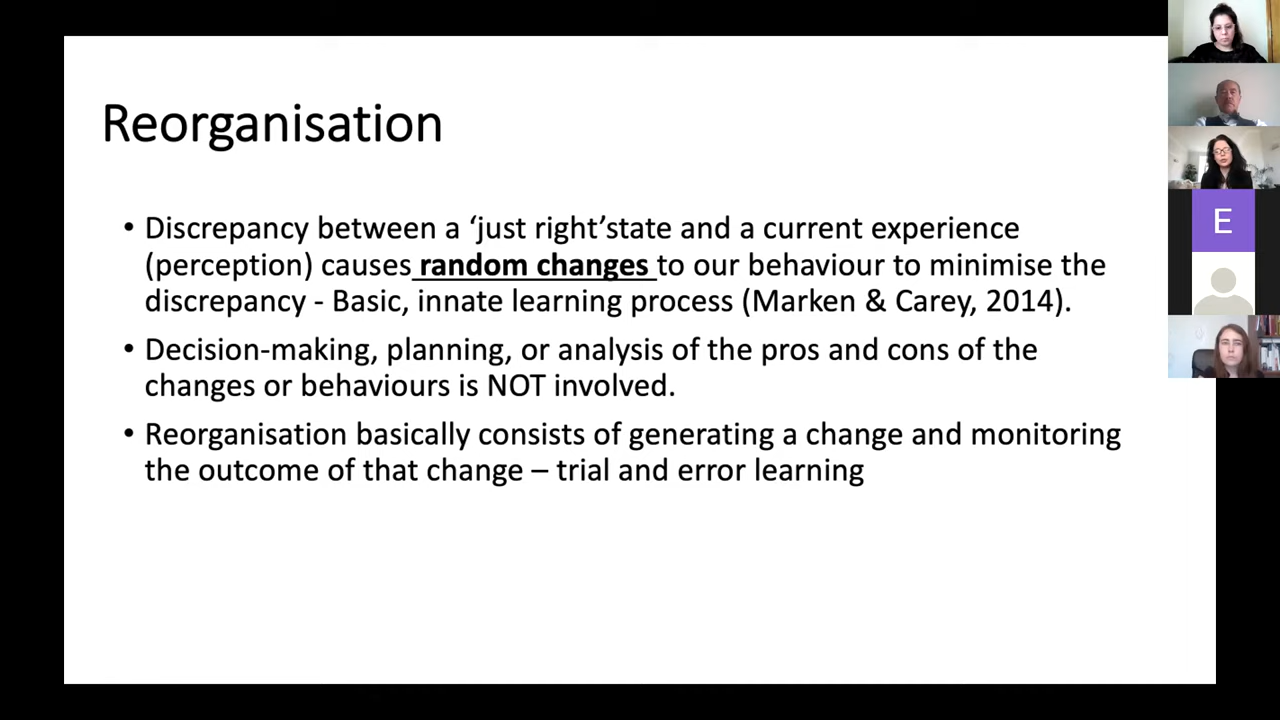 Reorganisation
• Discrepancy between a ‘just right’state and a current experience
(perception) causes random changes to our behaviour to minimise the
discrepancy - Basic, innate learning process (Marken & Carey, 2014).
• Decision-making, planning, or analysis of the pros and cons of the
changes or behaviours is NOT involved.
• Reorganisation basically consists of generating a change and monitoring
the outcome of that change – trial and error learning
E